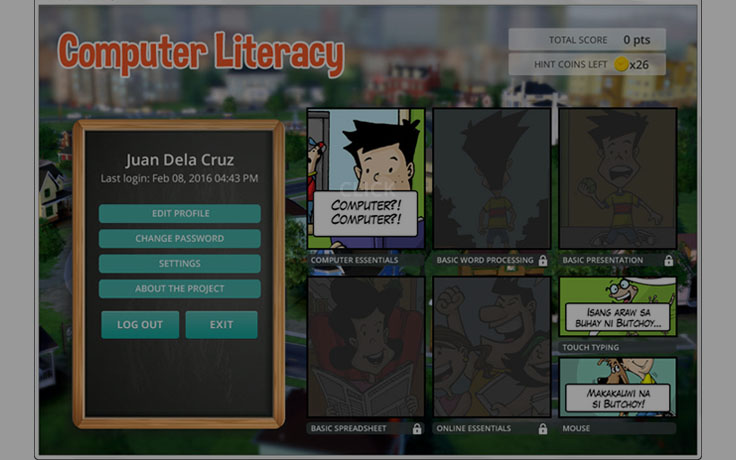 Computer Literacy
TOTAL SCORE 0 pts
HINT COINS LEFT x26
Juan Dela Cruz
Last login: Feb 08, 2016 04:43 PM
EDIT PROFILE
CHANGE PASSWORD
SETTINGS
ABOUT THE PROJECT
LOG OUT EXIT
CLICK
COMPUTER?!
COMPUTER?!
COMPUTER ESSENTIALS
BASIC WORD PROCESSING
BASIC PRESENTATION
ISANG ARAW SA
BUHAY NI BUTCHOY...
TOUCH TYPING
MAKAKAUWI NA
SI BUTCHOY!
BASIC SPREADSHEET
ONLINE ESSENTIALS
MOUSE